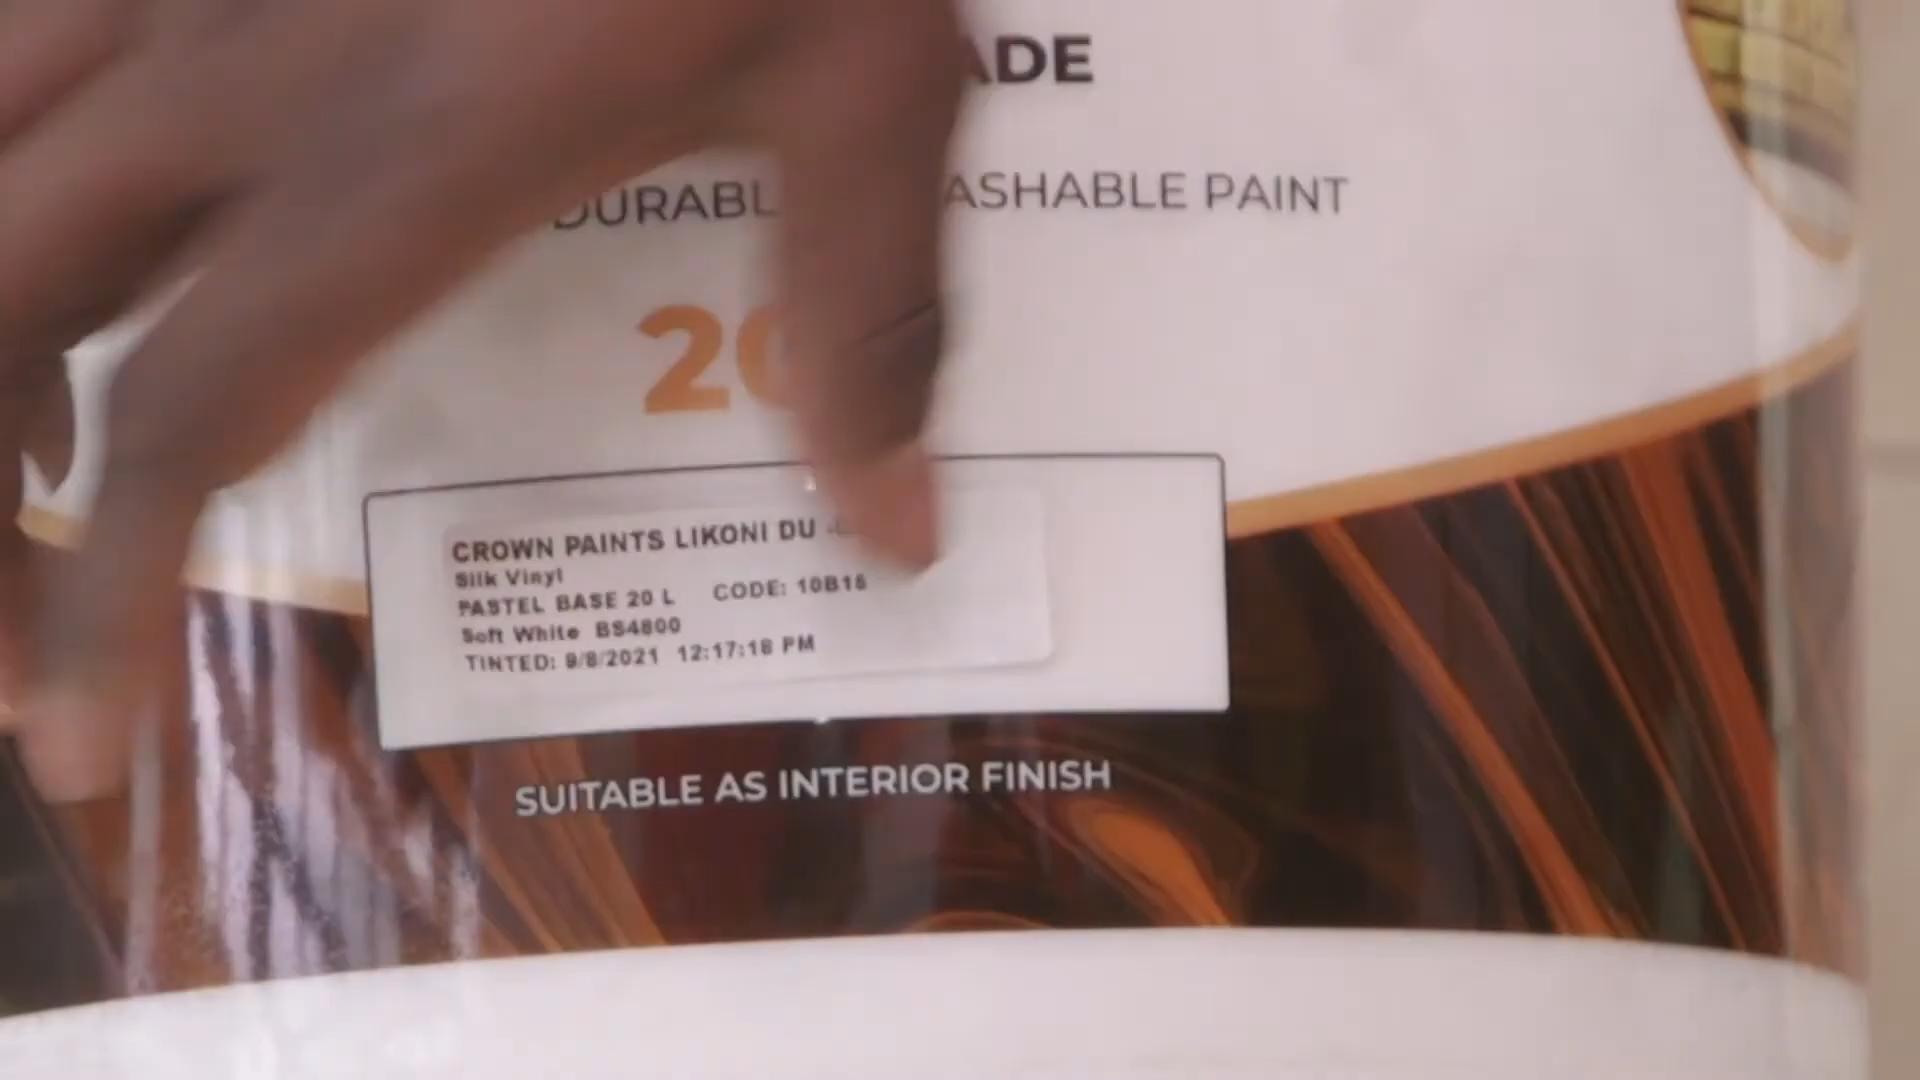 DURABL ASHABLE PAINT
CROWN PAINTS LIKONI DU
Silk Vinyl
PASTEL BASE 20 L CODE: 10B15
Soft White BS4800
TINTED: 9/8/2021 12:17:18 PM
SUITABLE AS INTERIOR FINISH